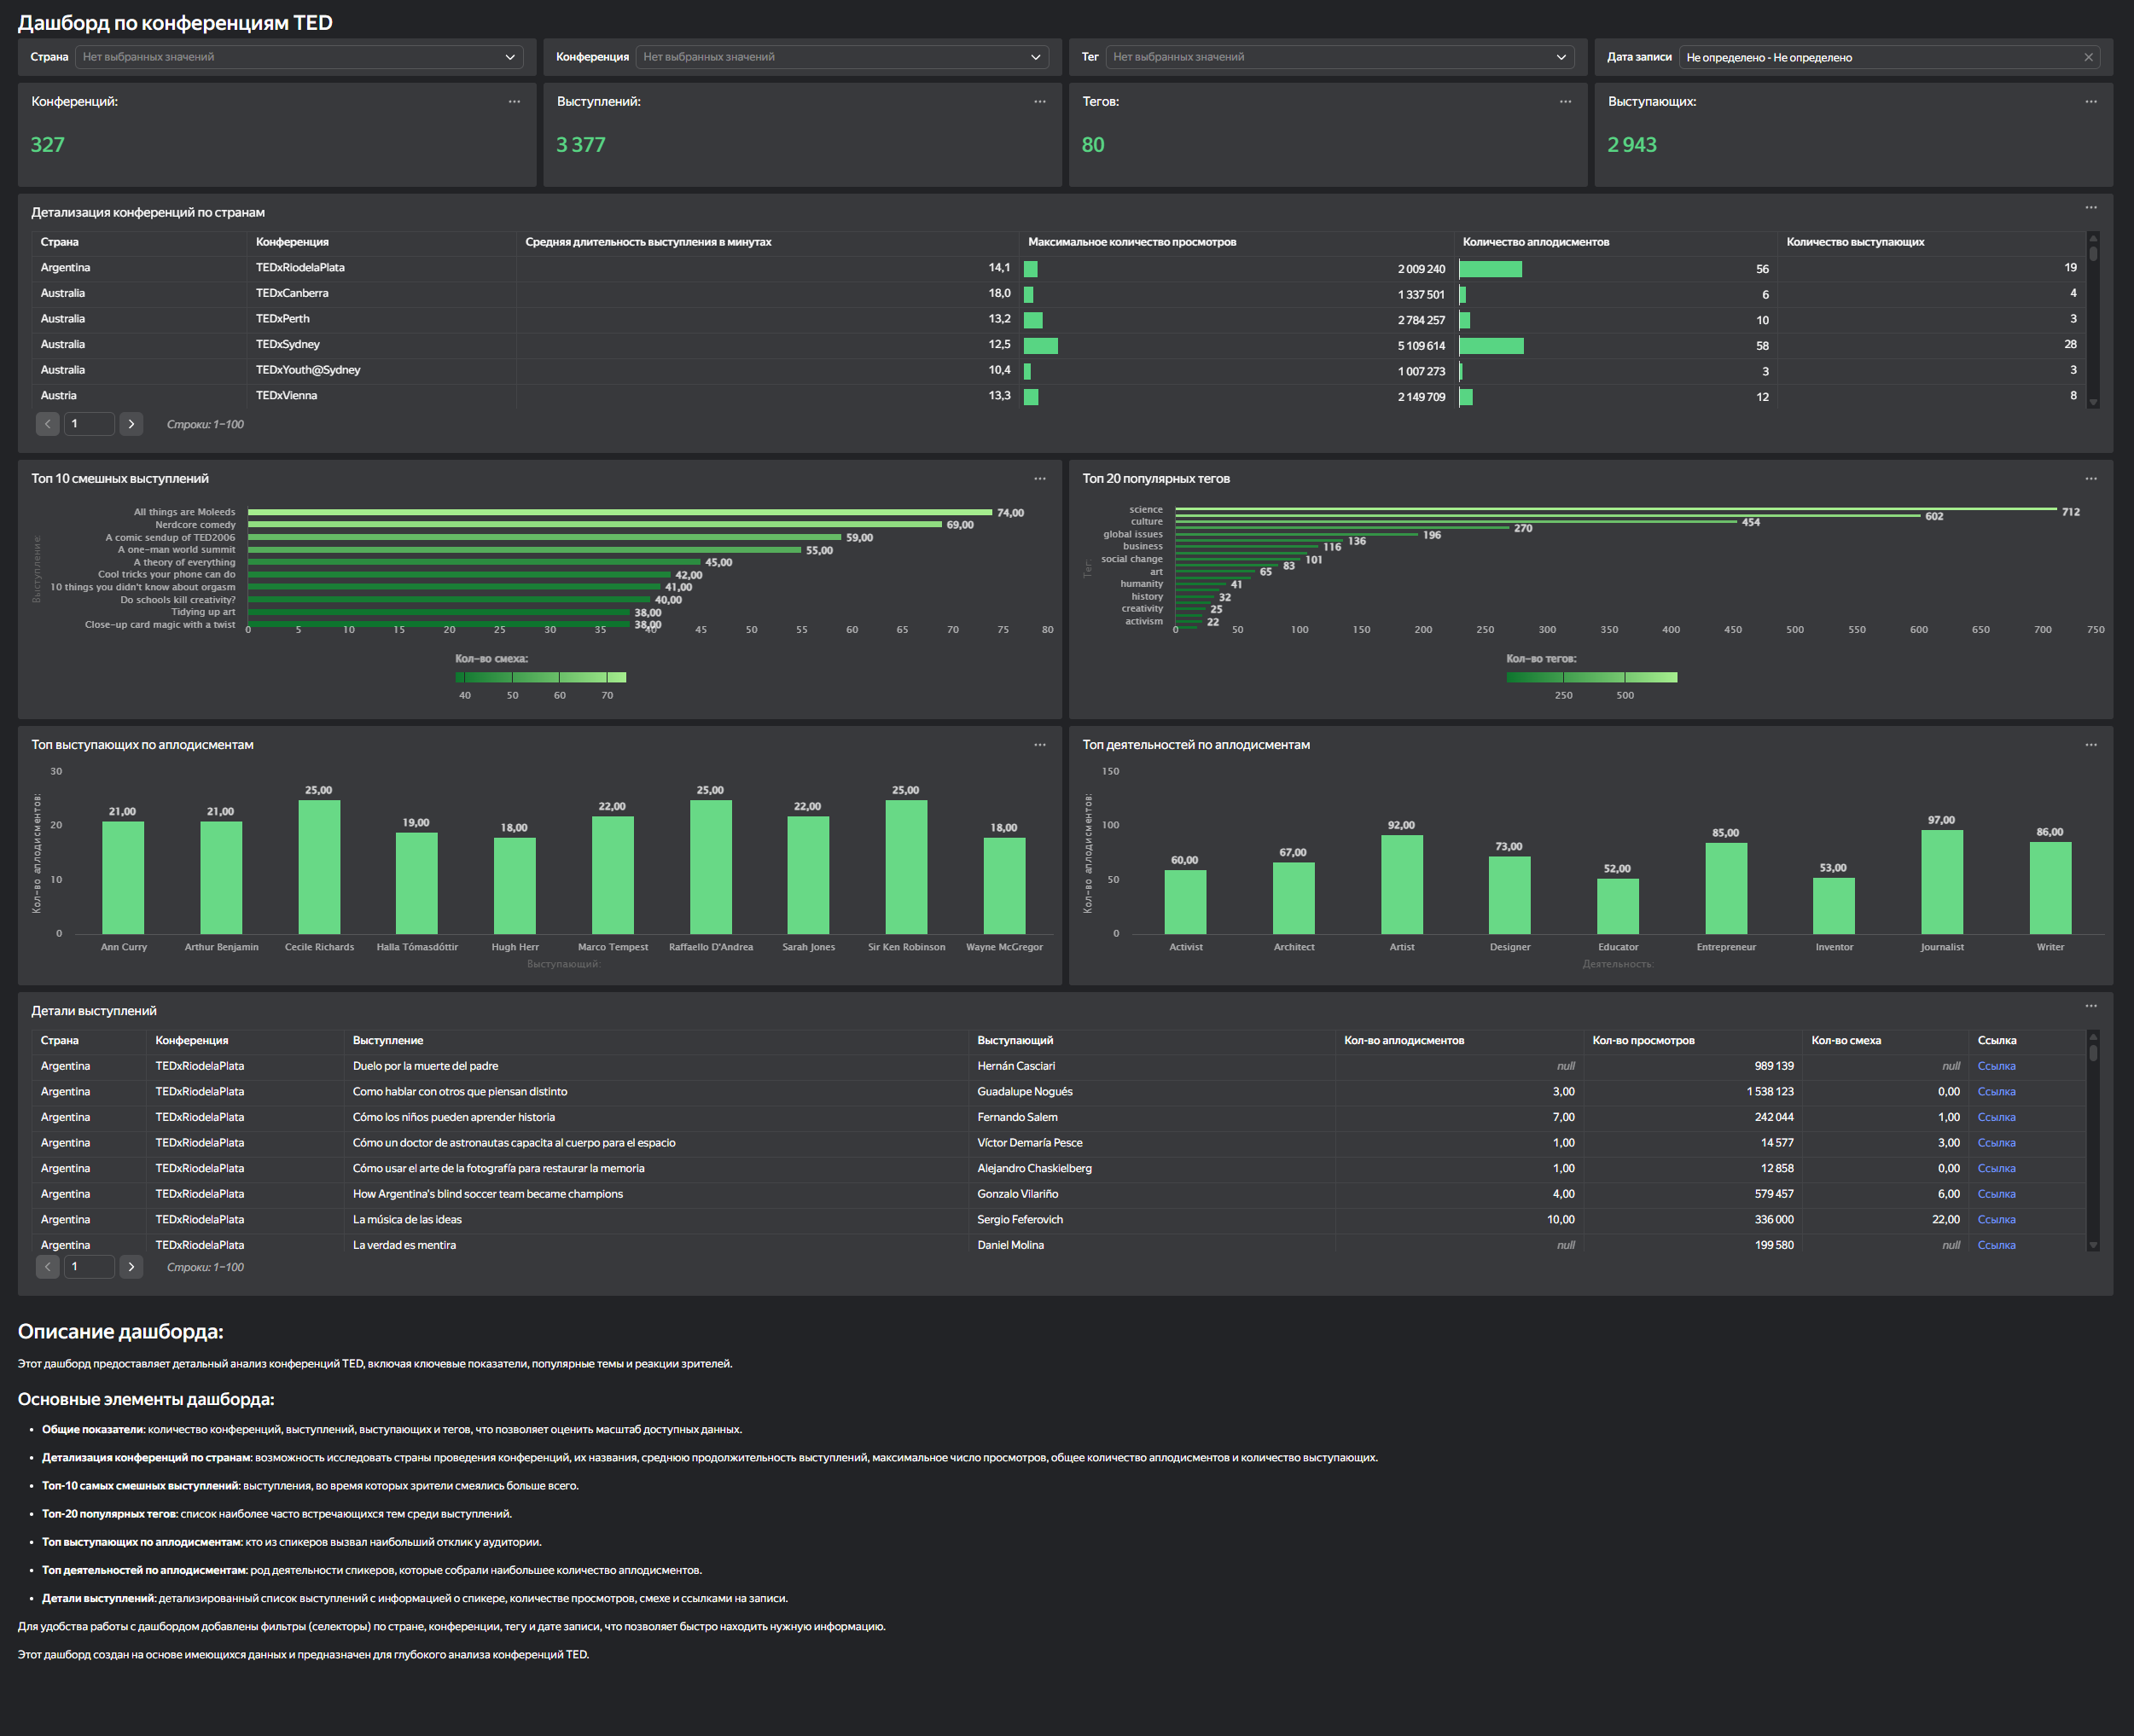 Дашборд по конференциям TED
Страна Нет выбранных значений Конференция Нет выбранных значений Тег Нет выбранных значений Дата записи Не определено - Не определено
Конференций: Выступлений: Тегов: Выступающих:
327 3 377 80 2 943
Детализация конференций по странам
Страна Конференция Средняя длительность выступления в минутах Максимальное количество просмотров Количество аплодисментов Количество выступающих
Argentina TEDxRiodelaPlata 14,1 2 009 240 56 19
Australia TEDxCanberra 18,0 1 337 501 6 4
Australia TEDxPerth 13,2 2 784 257 10 3
Australia TEDxSydney 12,5 5 109 614 58 28
Australia TEDxYouth@Sydney 10,4 1 007 273 3 3
Austria TEDxVienna 13,3 2 149 709 12 8
1 Строки: 1–100
Топ 10 смешных выступлений
Выступление:
All things are Moleeds 74,00
Nerdcore comedy 69,00
A comic sendup of TED2006 59,00
A one-man world summit 55,00
A theory of everything 45,00
Cool tricks your phone can do 42,00
10 things you didn't know about orgasm 41,00
Do schools kill creativity? 40,00
Tidying up art 38,00
Close-up card magic with a twist 38,00
0 5 10 15 20 25 30 35 40 45 50 55 60 65 70 75 80
Кол-во смеха:
40 50 60 70
Топ 20 популярных тегов
Тег:
science 712
602
culture 454
270
global issues 196
136
business 116
social change 101
83
art 65
humanity 41
history 32
creativity 25
activism 22
0 50 100 150 200 250 300 350 400 450 500 550 600 650 700 750
Кол-во тегов:
250 500
Топ выступающих по аплодисментам
Кол-во аплодисментов:
30
20
10
0
21,00 21,00 25,00 19,00 18,00 22,00 25,00 22,00 25,00 18,00
Ann Curry Arthur Benjamin Cecile Richards Halla Tómasdóttir Hugh Herr Marco Tempest Raffaello D'Andrea Sarah Jones Sir Ken Robinson Wayne McGregor
Выступающий:
Топ деятельностей по аплодисментам
Кол-во аплодисментов:
150
100
50
0
60,00 67,00 92,00 73,00 52,00 85,00 53,00 97,00 86,00
Activist Architect Artist Designer Educator Entrepreneur Inventor Journalist Writer
Деятельность:
Детали выступлений
Страна Конференция Выступление Выступающий Кол-во аплодисментов Кол-во просмотров Кол-во смеха Ссылка
Argentina TEDxRiodelaPlata Duelo por la muerte del padre Hernán Casciari null 989 139 null Ссылка
Argentina TEDxRiodelaPlata Como hablar con otros que piensan distinto Guadalupe Nogués 3,00 1 538 123 0,00 Ссылка
Argentina TEDxRiodelaPlata Cómo los niños pueden aprender historia Fernando Salem 7,00 242 044 1,00 Ссылка
Argentina TEDxRiodelaPlata Cómo un doctor de astronautas capacita al cuerpo para el espacio Víctor Demaría Pesce 1,00 14 577 3,00 Ссылка
Argentina TEDxRiodelaPlata Cómo usar el arte de la fotografía para restaurar la memoria Alejandro Chaskielberg 1,00 12 858 0,00 Ссылка
Argentina TEDxRiodelaPlata How Argentina's blind soccer team became champions Gonzalo Vilariño 4,00 579 457 6,00 Ссылка
Argentina TEDxRiodelaPlata La música de las ideas Sergio Feferovich 10,00 336 000 22,00 Ссылка
Argentina TEDxRiodelaPlata La verdad es mentira Daniel Molina null 199 580 null Ссылка
1 Строки: 1–100
Описание дашборда:
Этот дашборд предоставляет детальный анализ конференций TED, включая ключевые показатели, популярные темы и реакции зрителей.
Основные элементы дашборда:
• Общие показатели: количество конференций, выступлений, выступающих и тегов, что позволяет оценить масштаб доступных данных.
• Детализация конференций по странам: возможность исследовать страны проведения конференций, их названия, среднюю продолжительность выступлений, максимальное число просмотров, общее количество аплодисментов и количество выступающих.
• Топ-10 самых смешных выступлений: выступления, во время которых зрители смеялись больше всего.
• Топ-20 популярных тегов: список наиболее часто встречающихся тем среди выступлений.
• Топ выступающих по аплодисментам: кто из спикеров вызвал наибольший отклик у аудитории.
• Топ деятельностей по аплодисментам: род деятельности спикеров, которые собрали наибольшее количество аплодисментов.
• Детали выступлений: детализированный список выступлений с информацией о спикере, количестве просмотров, смехе и ссылками на записи.
Для удобства работы с дашбордом добавлены фильтры (селекторы) по стране, конференции, тегу и дате записи, что позволяет быстро находить нужную информацию.
Этот дашборд создан на основе имеющихся данных и предназначен для глубокого анализа конференций TED.